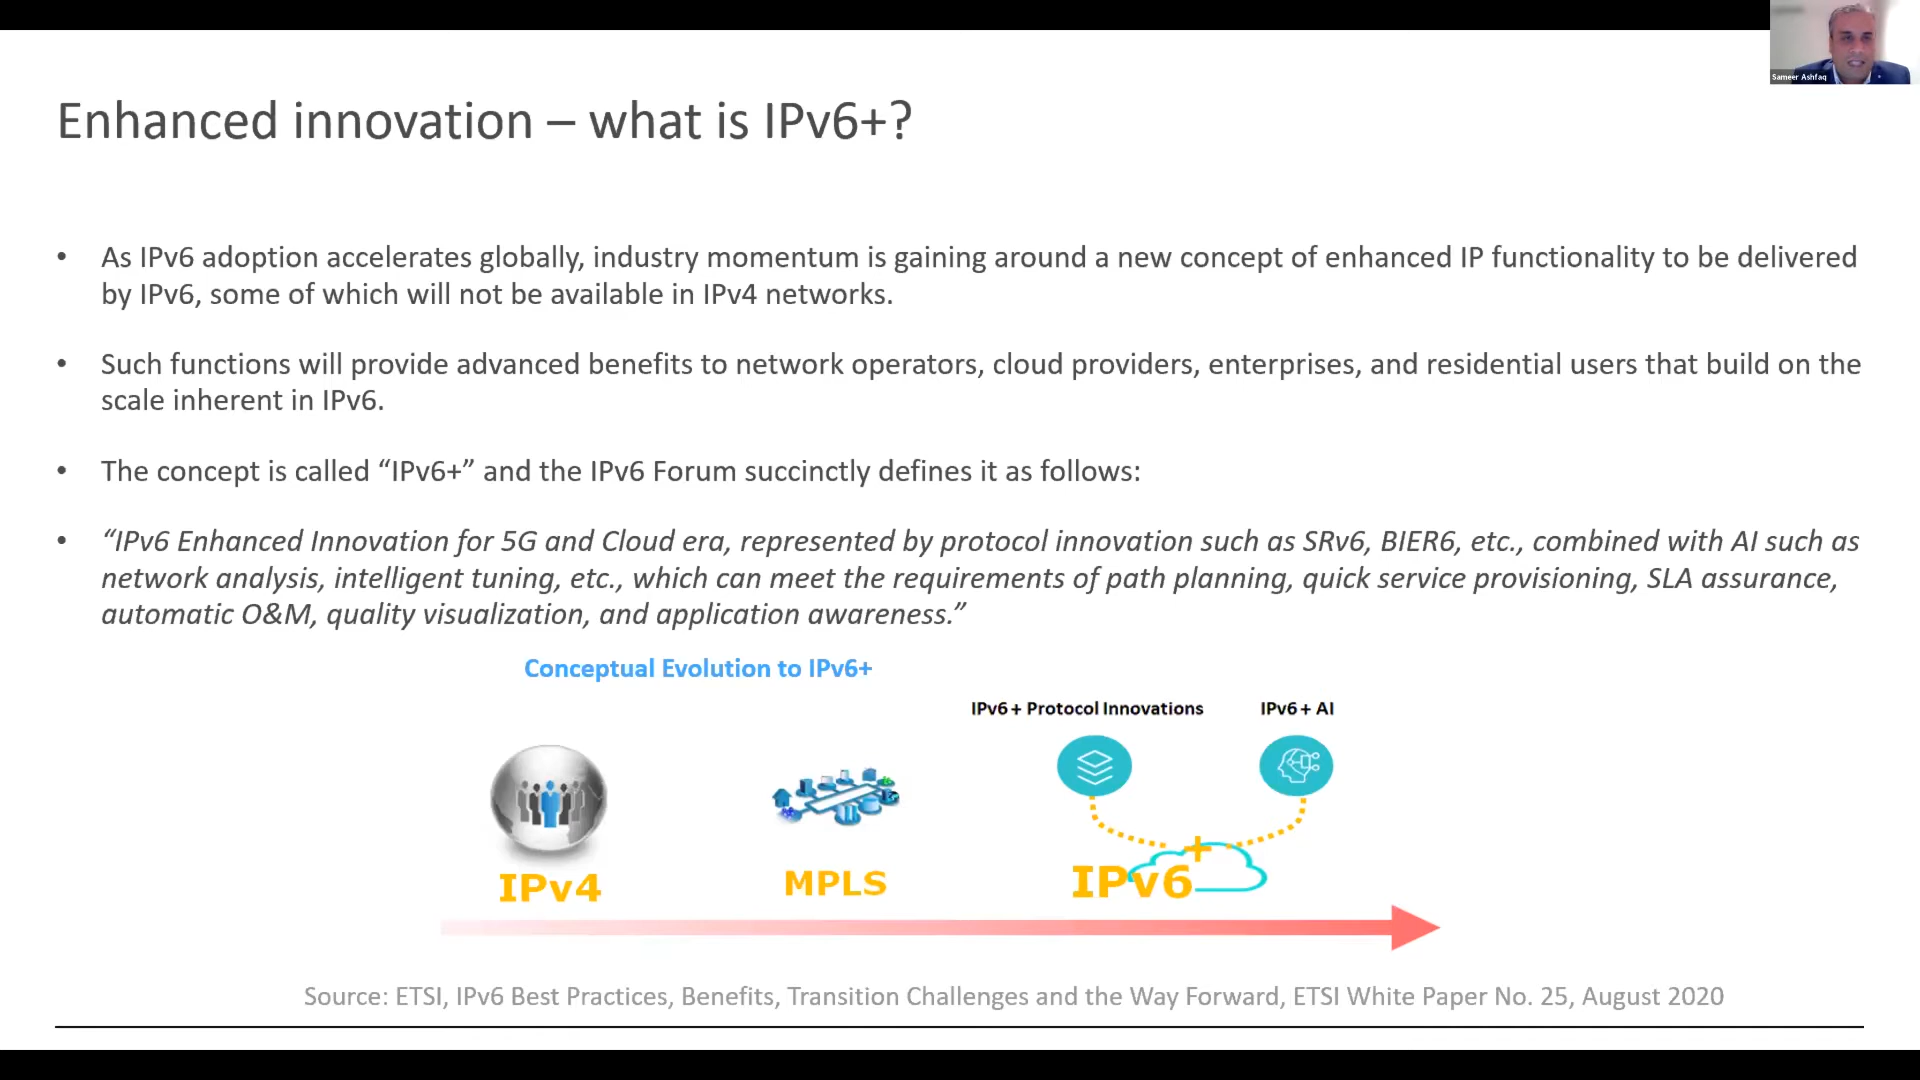 Sameer Ashfaq
Enhanced innovation – what is IPv6+?
• As IPv6 adoption accelerates globally, industry momentum is gaining around a new concept of enhanced IP functionality to be delivered
by IPv6, some of which will not be available in IPv4 networks.
• Such functions will provide advanced benefits to network operators, cloud providers, enterprises, and residential users that build on the
scale inherent in IPv6.
• The concept is called “IPv6+” and the IPv6 Forum succinctly defines it as follows:
• “IPv6 Enhanced Innovation for 5G and Cloud era, represented by protocol innovation such as SRv6, BIER6, etc., combined with AI such as
network analysis, intelligent tuning, etc., which can meet the requirements of path planning, quick service provisioning, SLA assurance,
automatic O&M, quality visualization, and application awareness.”
Conceptual Evolution to IPv6+
IPv6+ Protocol Innovations
IPv6+ AI
IPv4
MPLS
IPv6+
Source: ETSI, IPv6 Best Practices, Benefits, Transition Challenges and the Way Forward, ETSI White Paper No. 25, August 2020